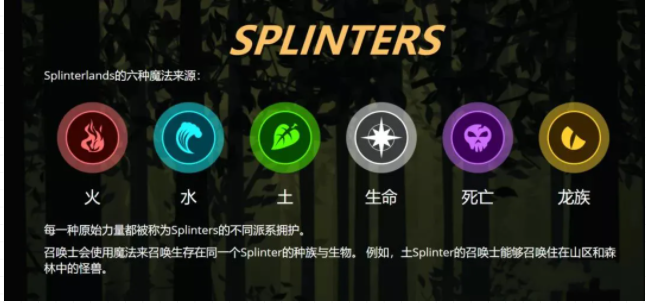 SPLINTERS
Splinterlands的六种魔法来源：
火 水 土 生命 死亡 龙族
每一种原始力量都被称为Splinters的不同派系拥护。
召唤士会使用魔法来召唤生存在同一个Splinter的种族与生物。 例如，土Splinter的召唤士能够召唤住在山区和森
林中的怪兽。